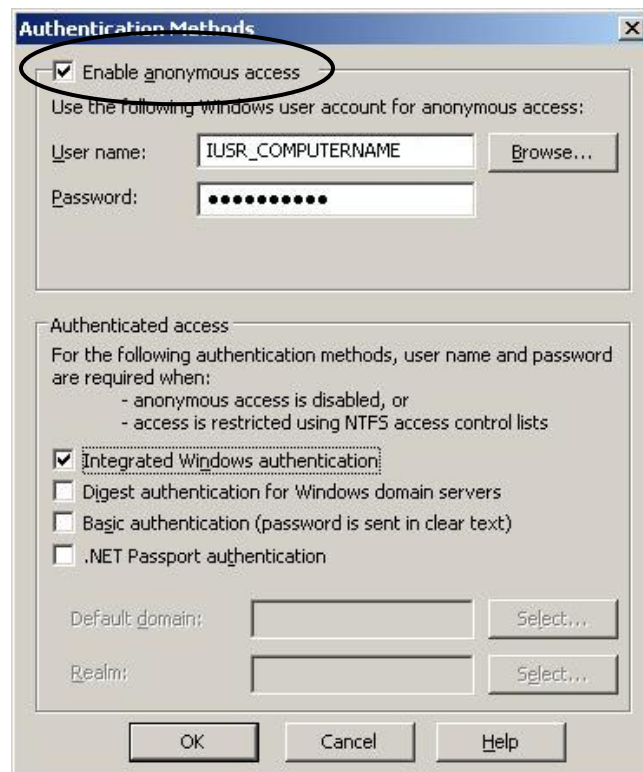 Authentication Methods
Enable anonymous access
Use the following Windows user account for anonymous access:
User name: IUSR_COMPUTERNAME Browse...
Password: ●●●●●●●●●●
Authenticated access
For the following authentication methods, user name and password
are required when:
- anonymous access is disabled, or
- access is restricted using NTFS access control lists
Integrated Windows authentication
Digest authentication for Windows domain servers
Basic authentication (password is sent in clear text)
.NET Passport authentication
Default domain: Select...
Realm: Select...
OK Cancel Help